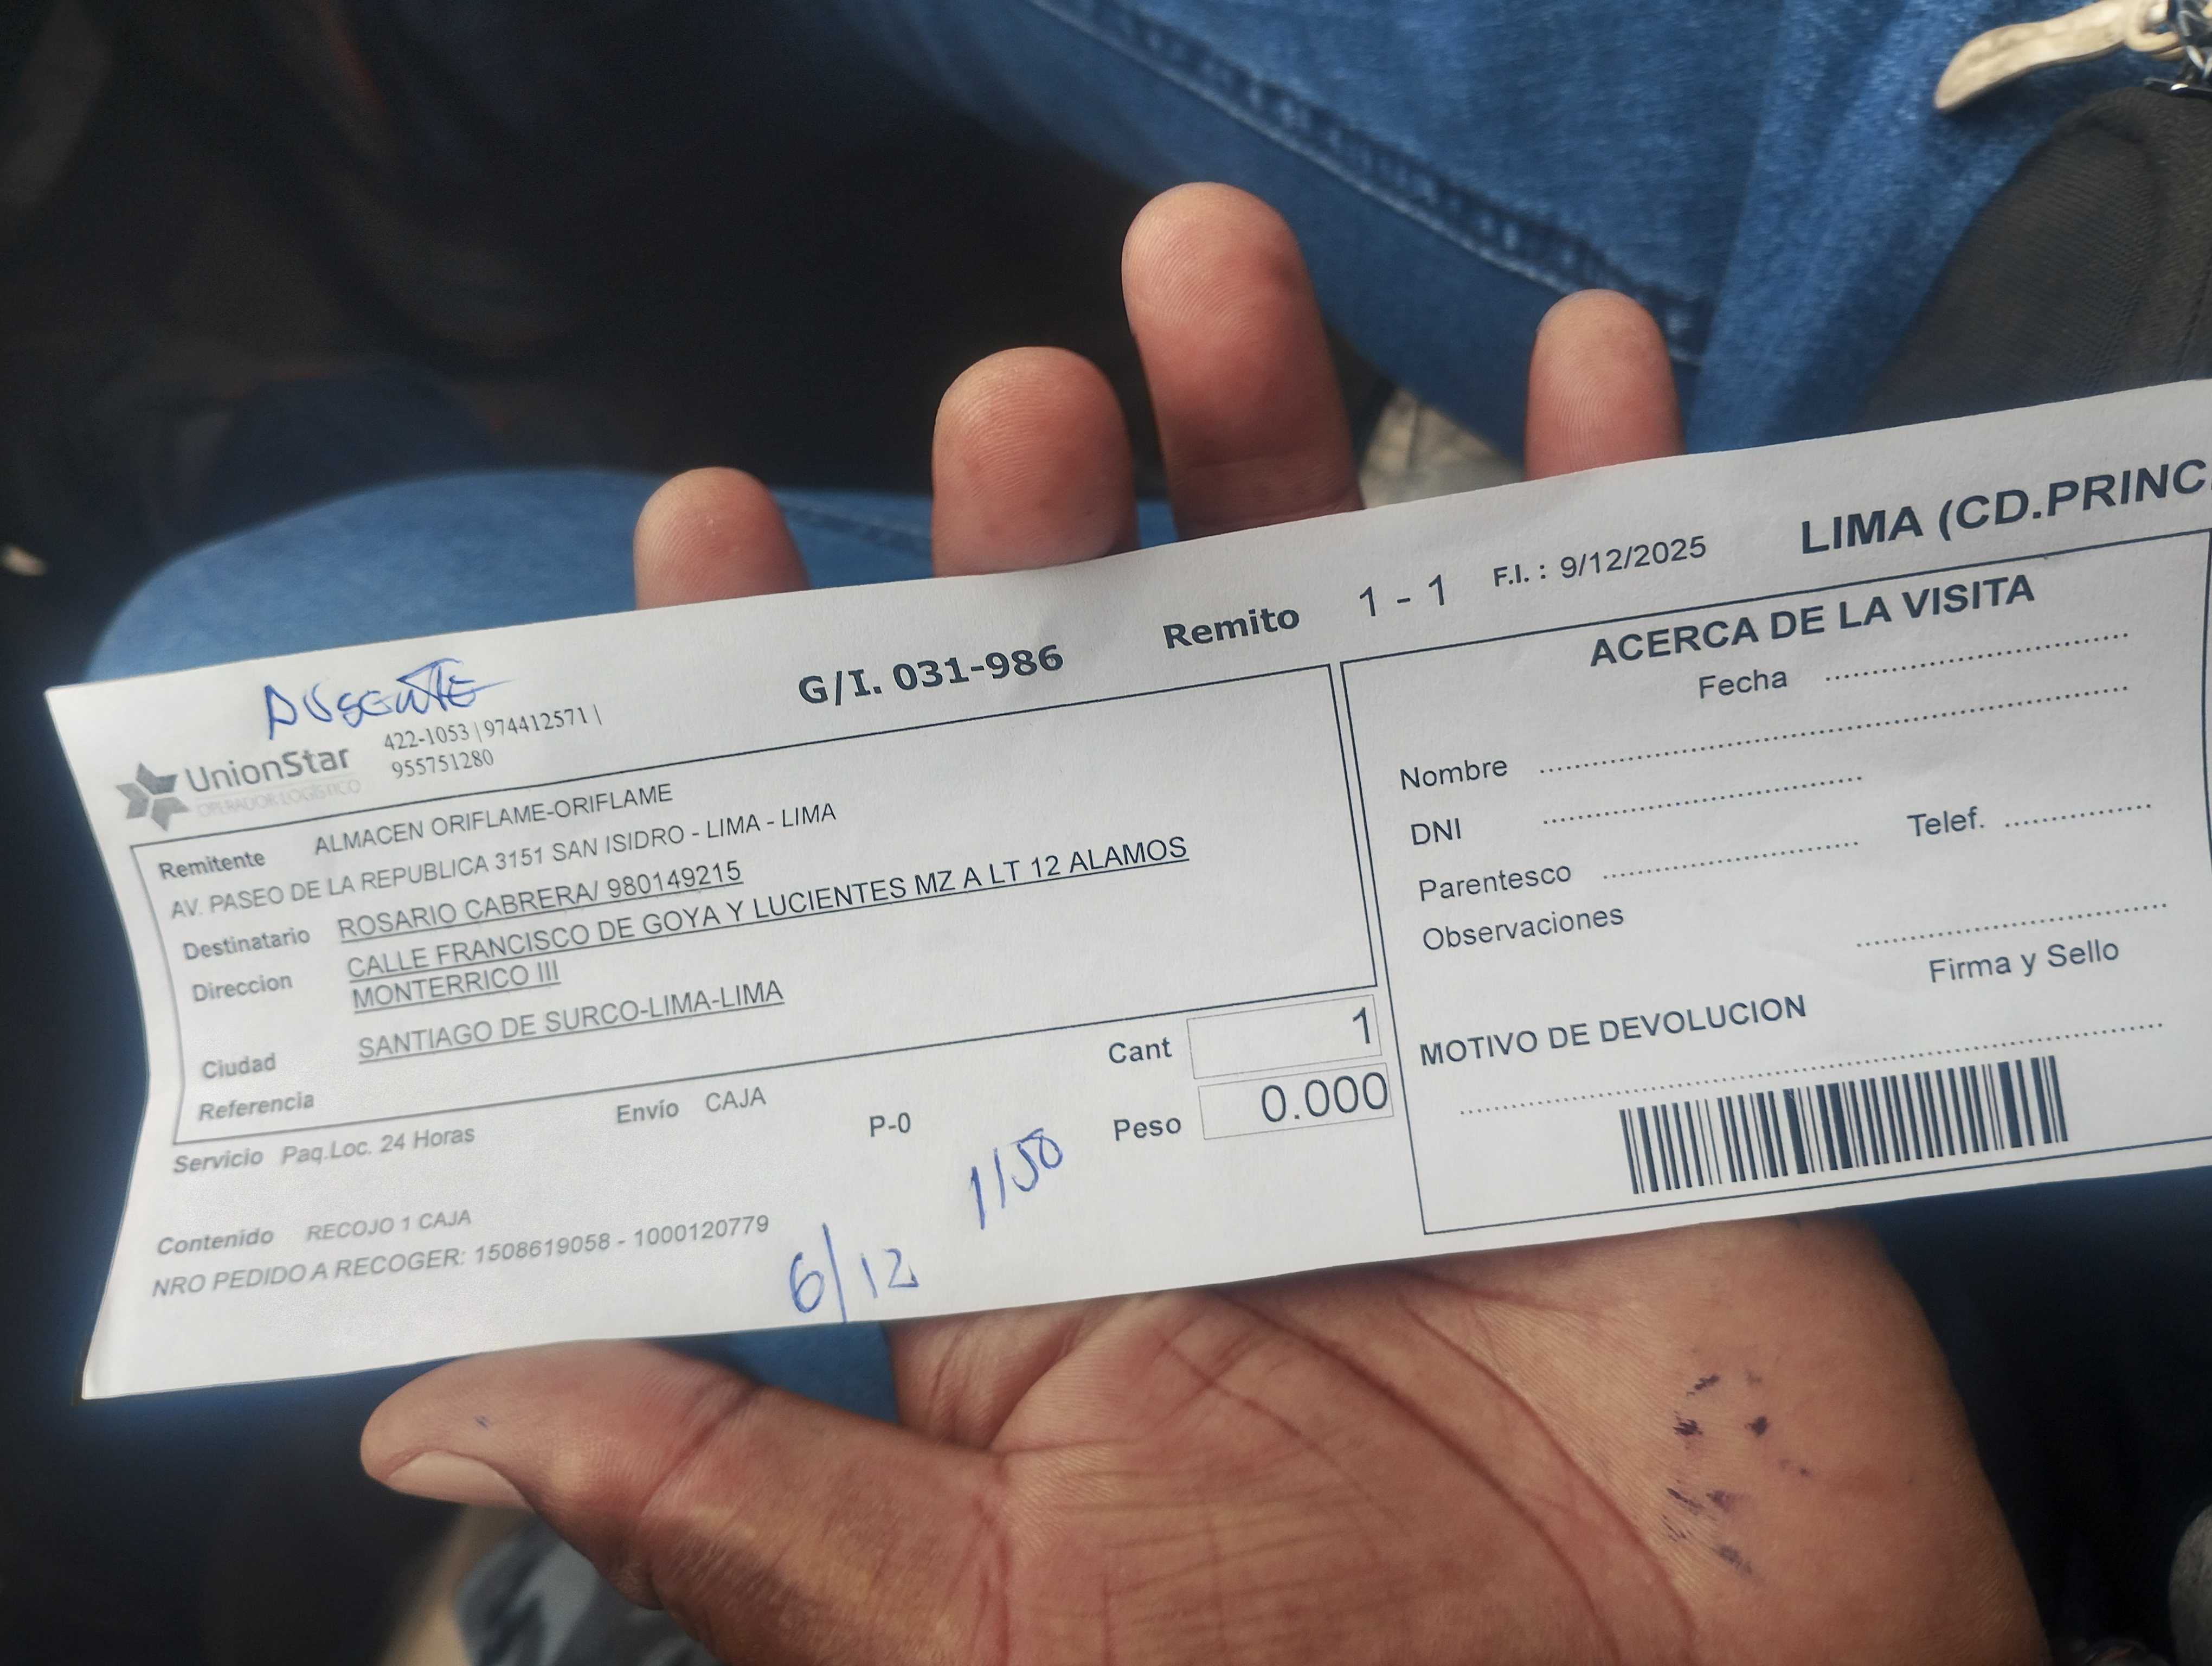 AUSENTE
G/I. 031-986 Remito 1 - 1 F.I. : 9/12/2025 LIMA (CD.PRINC.
UnionStar
OPERADOR LOGÍSTICO
422-1053 | 974412571 |
955751280
Remitente ALMACEN ORIFLAME-ORIFLAME
AV. PASEO DE LA REPUBLICA 3151 SAN ISIDRO - LIMA - LIMA
Destinatario ROSARIO CABRERA/ 980149215
Direccion CALLE FRANCISCO DE GOYA Y LUCIENTES MZ A LT 12 ALAMOS
MONTERRICO III
Ciudad SANTIAGO DE SURCO-LIMA-LIMA
Referencia
Servicio Paq.Loc. 24 Horas Envío CAJA P-0
Cant 1
Peso 0.000
1/50
Contenido RECOJO 1 CAJA
NRO PEDIDO A RECOGER: 1508619058 - 1000120779
6/12
ACERCA DE LA VISITA
Fecha
Nombre
DNI
Parentesco Telef.
Observaciones
Firma y Sello
MOTIVO DE DEVOLUCION